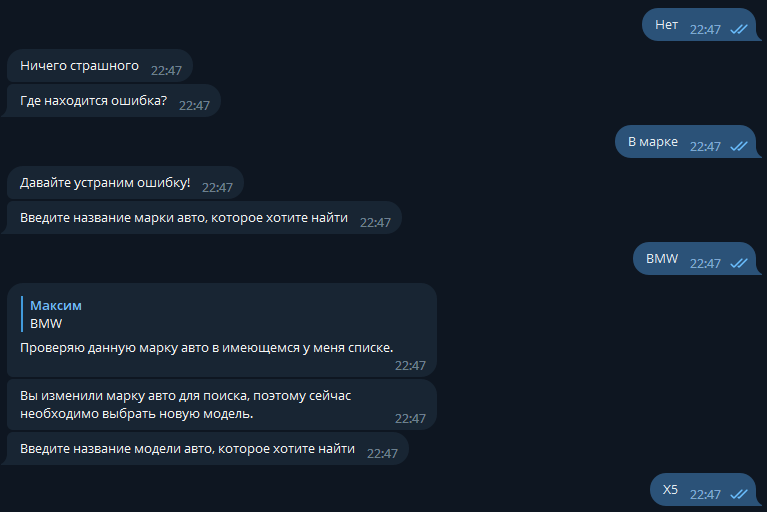 Нет 22:47
Ничего страшного 22:47
Где находится ошибка? 22:47
В марке 22:47
Давайте устраним ошибку! 22:47
Введите название марки авто, которое хотите найти 22:47
BMW 22:47
Максим
BMW
Проверяю данную марку авто в имеющемся у меня списке.
22:47
Вы изменили марку авто для поиска, поэтому сейчас
необходимо выбрать новую модель. 22:47
Введите название модели авто, которое хотите найти 22:47
X5 22:47